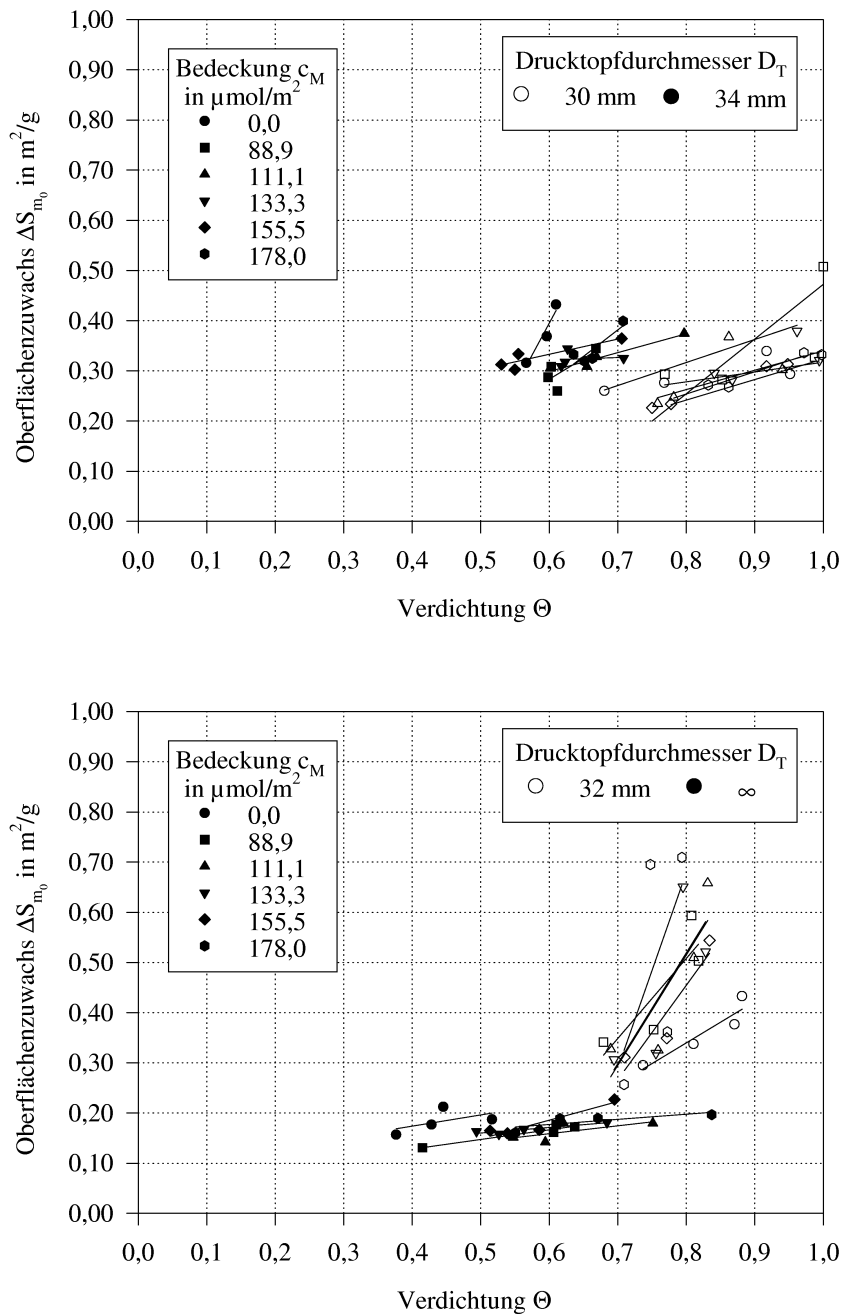 1,00
0,90
0,80
0,70
0,60
0,50
0,40
0,30
0,20
0,10
0,00
Oberflächenzuwachs ΔS_m₀ in m²/g
Bedeckung c_M
in µmol/m²
0,0
88,9
111,1
133,3
155,5
178,0
Drucktopfdurchmesser D_T
30 mm 34 mm
0,0 0,1 0,2 0,3 0,4 0,5 0,6 0,7 0,8 0,9 1,0
Verdichtung Θ
1,00
0,90
0,80
0,70
0,60
0,50
0,40
0,30
0,20
0,10
0,00
Oberflächenzuwachs ΔS_m₀ in m²/g
Bedeckung c_M
in µmol/m²
0,0
88,9
111,1
133,3
155,5
178,0
Drucktopfdurchmesser D_T
32 mm ∞
0,0 0,1 0,2 0,3 0,4 0,5 0,6 0,7 0,8 0,9 1,0
Verdichtung Θ